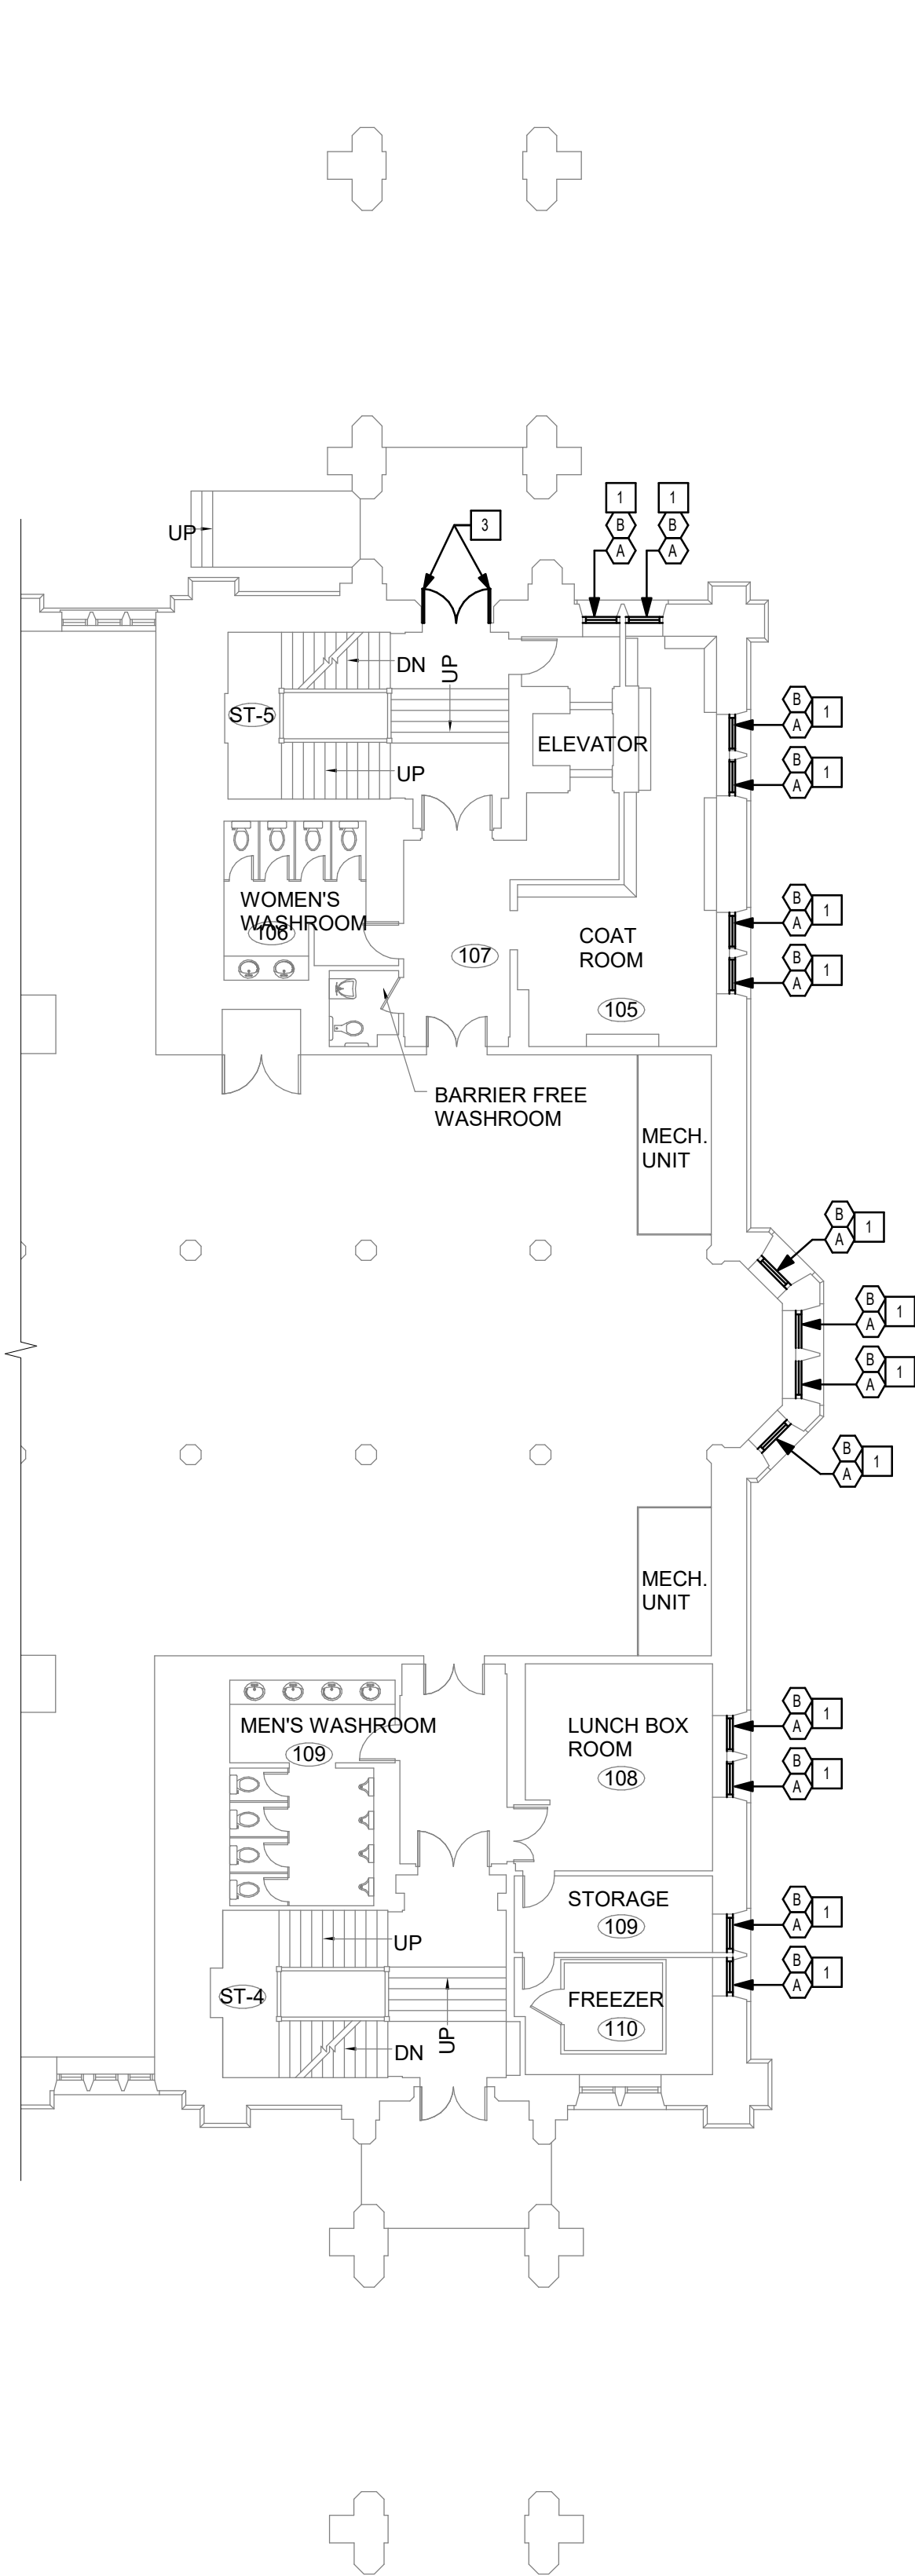 1
1
B
B
A
A
3
UP
DN
UP
ST-5
UP
ELEVATOR
B
A
1
B
A
1
WOMEN'S
WASHROOM
106
107
COAT
ROOM
105
B
A
1
B
A
1
BARRIER FREE
WASHROOM
MECH.
UNIT
B
A
1
B
A
1
B
A
1
B
A
1
MECH.
UNIT
MEN'S WASHROOM
109
LUNCH BOX
ROOM
108
B
A
1
B
A
1
STORAGE
109
B
A
1
UP
FREEZER
110
B
A
1
ST-4
DN
UP